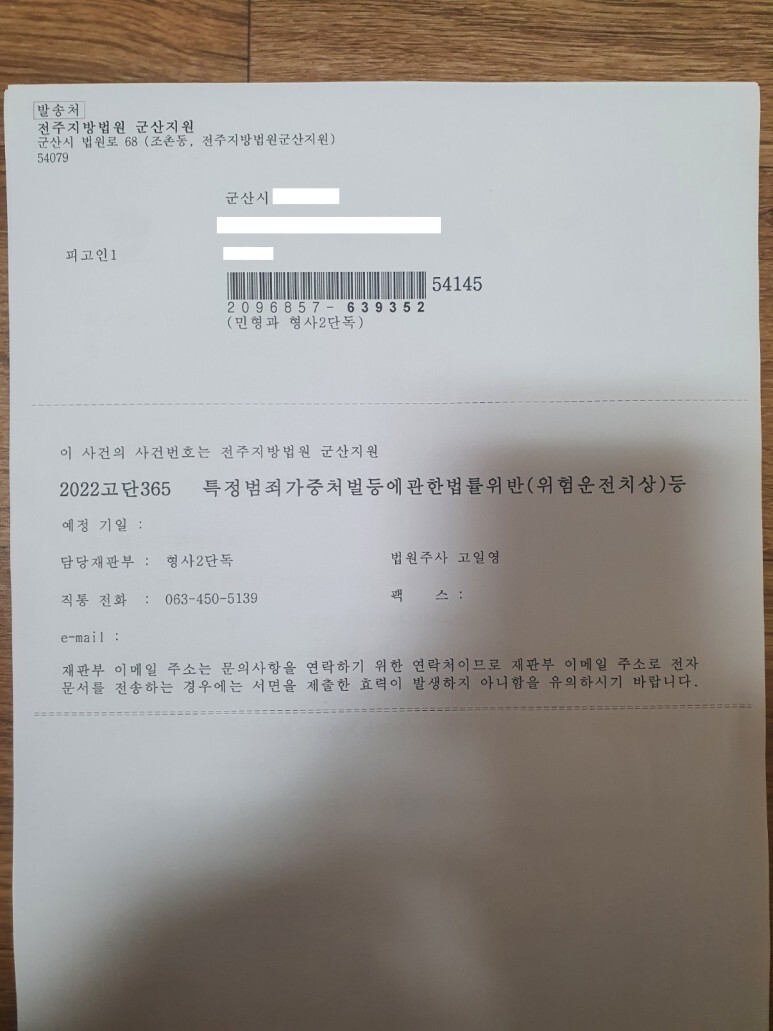 발송처
전주지방법원 군산지원
군산시 법원로 68 (조촌동, 전주지방법원군산지원)
54079
군산시
피고인1
54145
2096857-639352
(민형과 형사2단독)
이 사건의 사건번호는 전주지방법원 군산지원
2022고단365 특정범죄가중처벌등에관한법률위반(위험운전치상)등
예정 기일 :
담당재판부 : 형사2단독 법원주사 고일영
직통 전화 : 063-450-5139 팩 스 :
e-mail :
재판부 이메일 주소는 문의사항을 연락하기 위한 연락처이므로 재판부 이메일 주소로 전자
문서를 전송하는 경우에는 서면을 제출한 효력이 발생하지 아니함을 유의하시기 바랍니다.